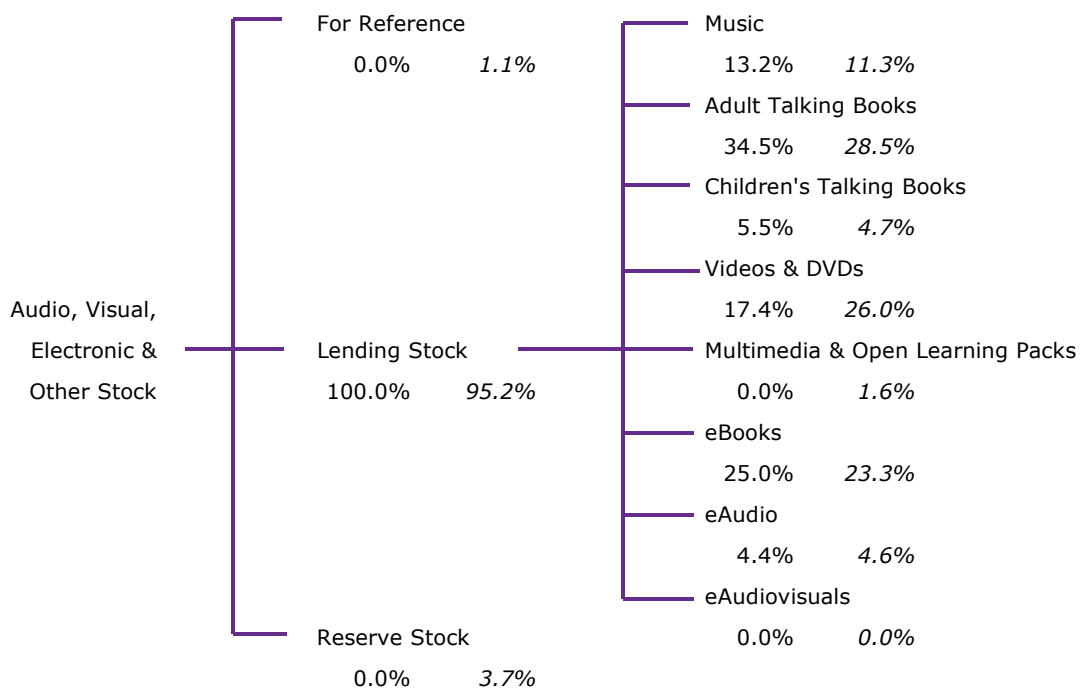 For Reference
0.0% 1.1%
Music
13.2% 11.3%
Adult Talking Books
34.5% 28.5%
Children's Talking Books
5.5% 4.7%
Videos & DVDs
17.4% 26.0%
Audio, Visual,
Electronic &
Other Stock
Lending Stock
100.0% 95.2%
Multimedia & Open Learning Packs
0.0% 1.6%
eBooks
25.0% 23.3%
eAudio
4.4% 4.6%
eAudiovisuals
0.0% 0.0%
Reserve Stock
0.0% 3.7%